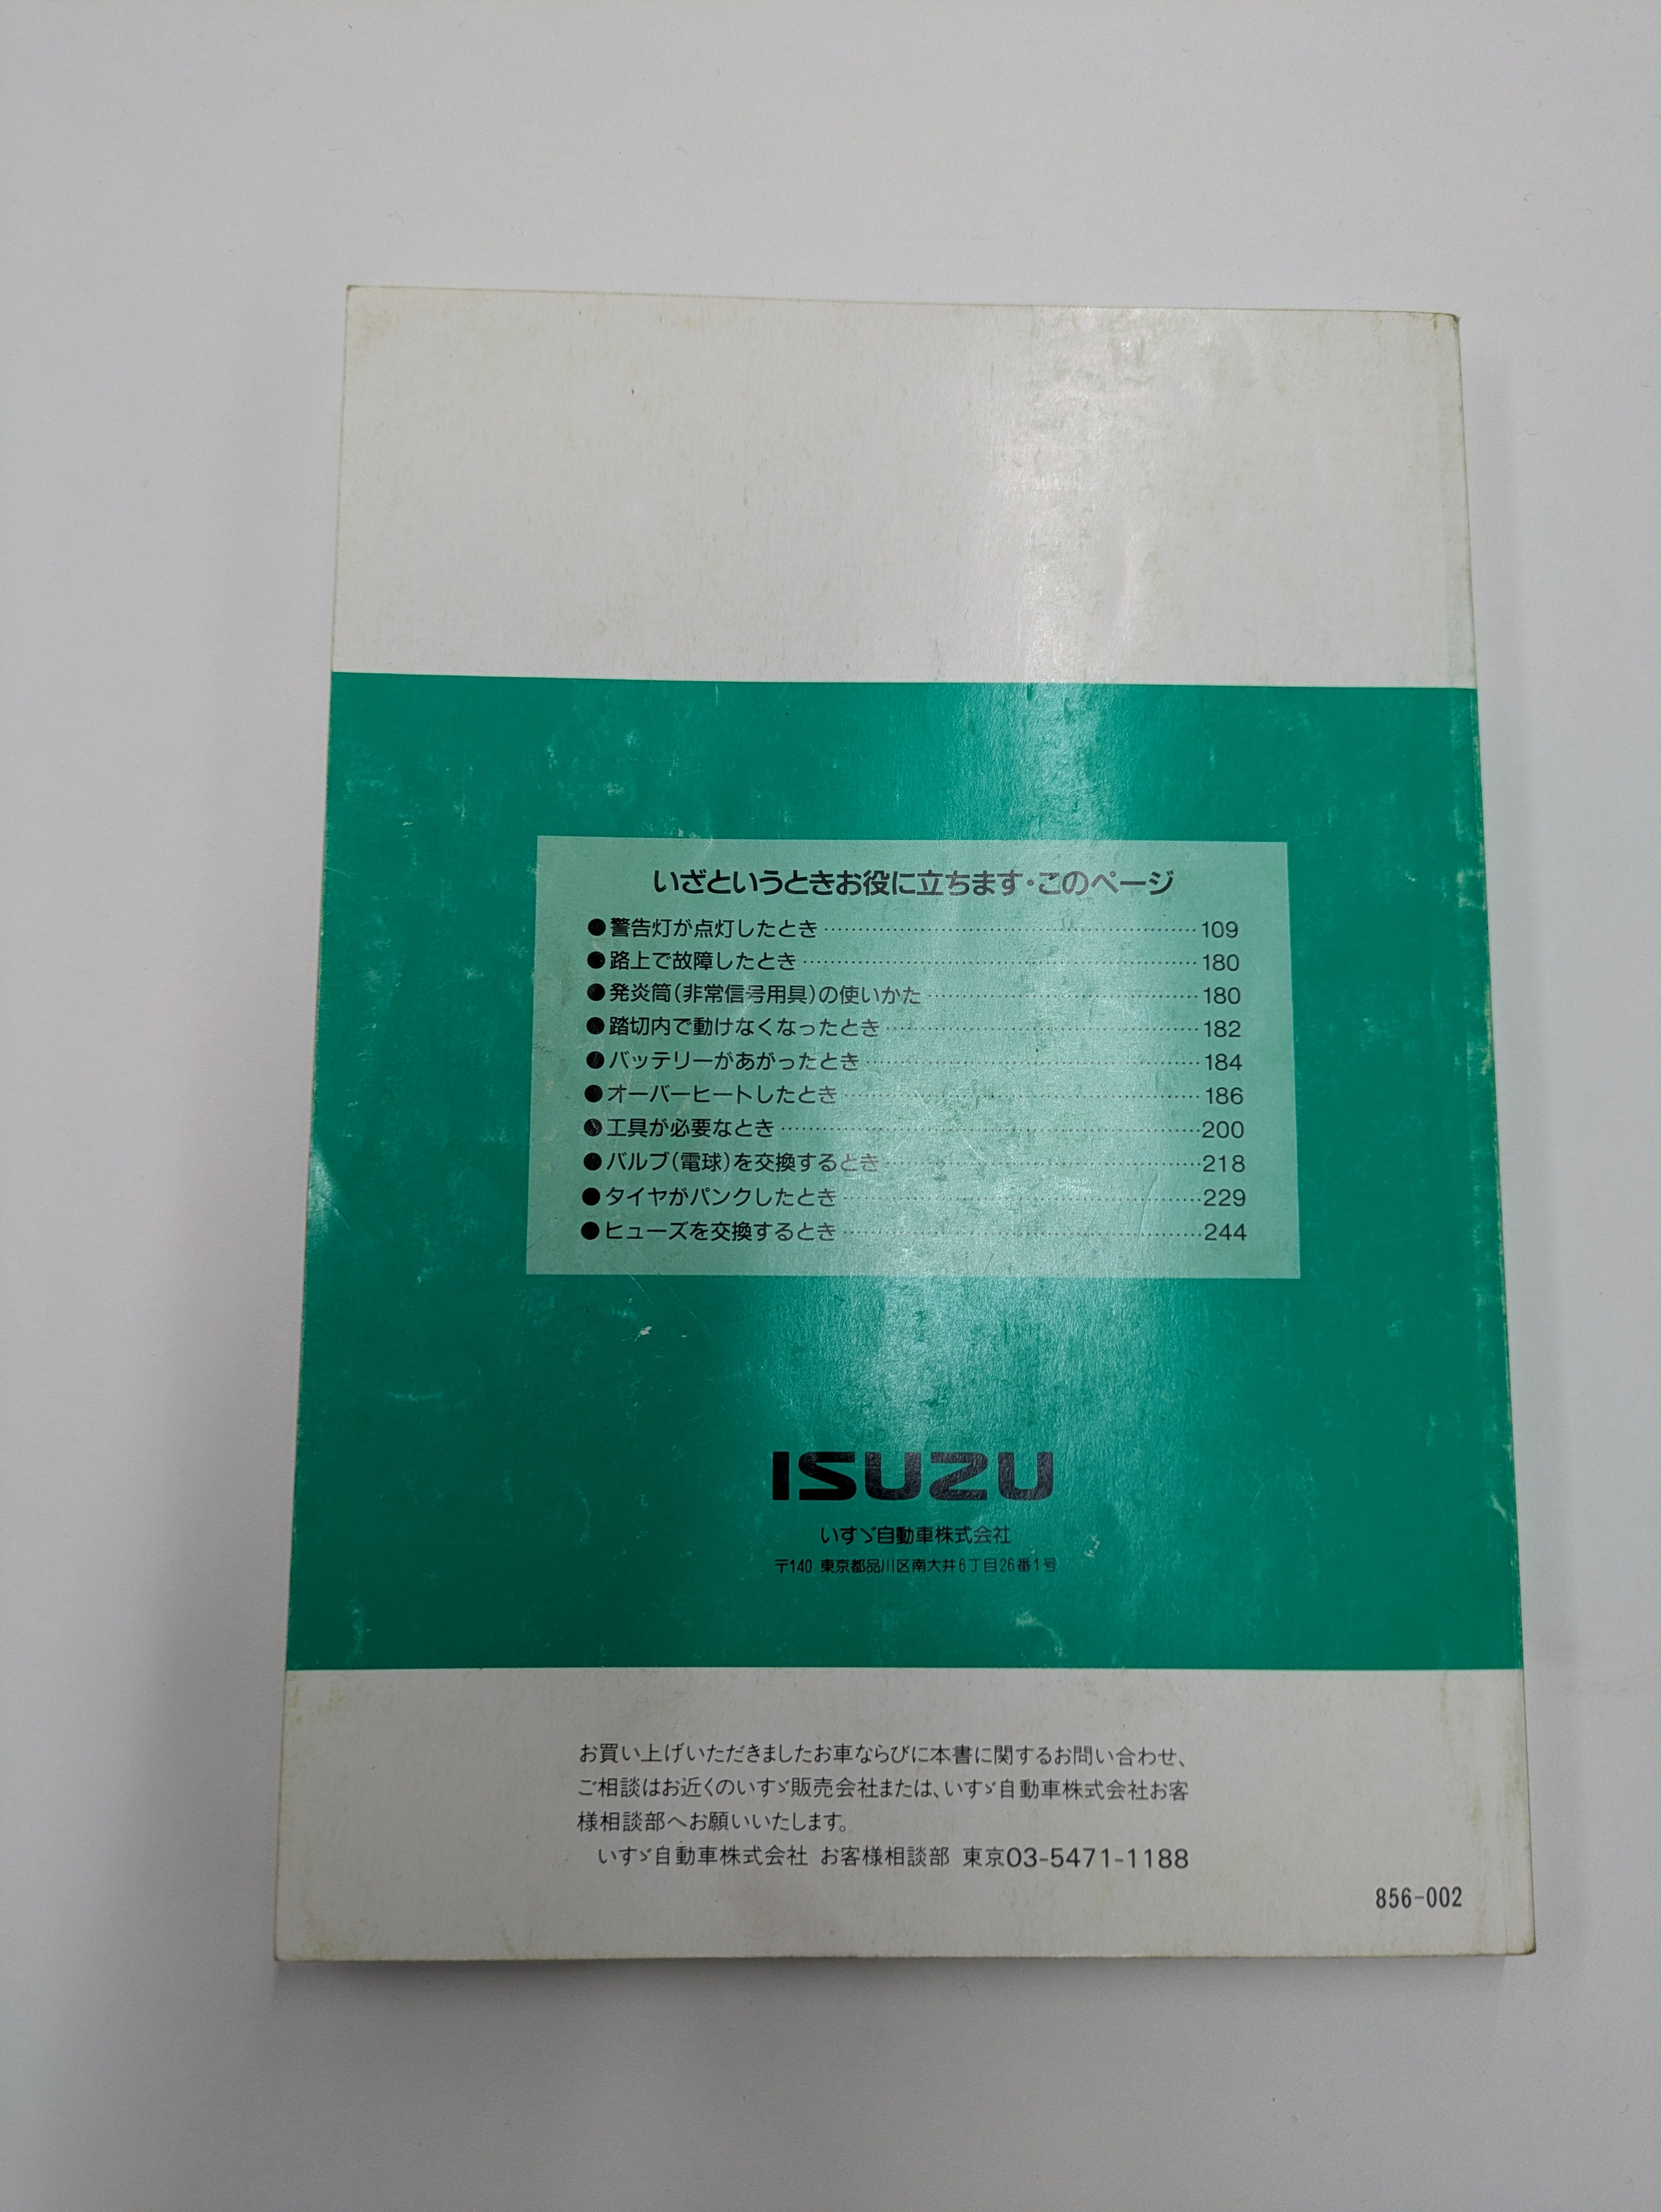 いざというときお役に立ちます・このページ
●警告灯が点灯したとき…………………………109
●路上で故障したとき…………………………180
●発炎筒（非常信号用具）の使いかた…………………………180
●踏切内で動けなくなったとき…………………………182
●バッテリーがあがったとき…………………………184
●オーバーヒートしたとき…………………………186
●工具が必要なとき…………………………200
●バルブ（電球）を交換するとき…………………………218
●タイヤがパンクしたとき…………………………229
●ヒューズを交換するとき…………………………244
ISUZU
いすゞ自動車株式会社
〒140 東京都品川区南大井6丁目26番1号
お買い上げいただきましたお車ならびに本書に関するお問い合わせ、
ご相談はお近くのいすゞ販売会社または、いすゞ自動車株式会社お客
様相談部へお願いいたします。
いすゞ自動車株式会社 お客様相談部 東京03-5471-1188
856-002